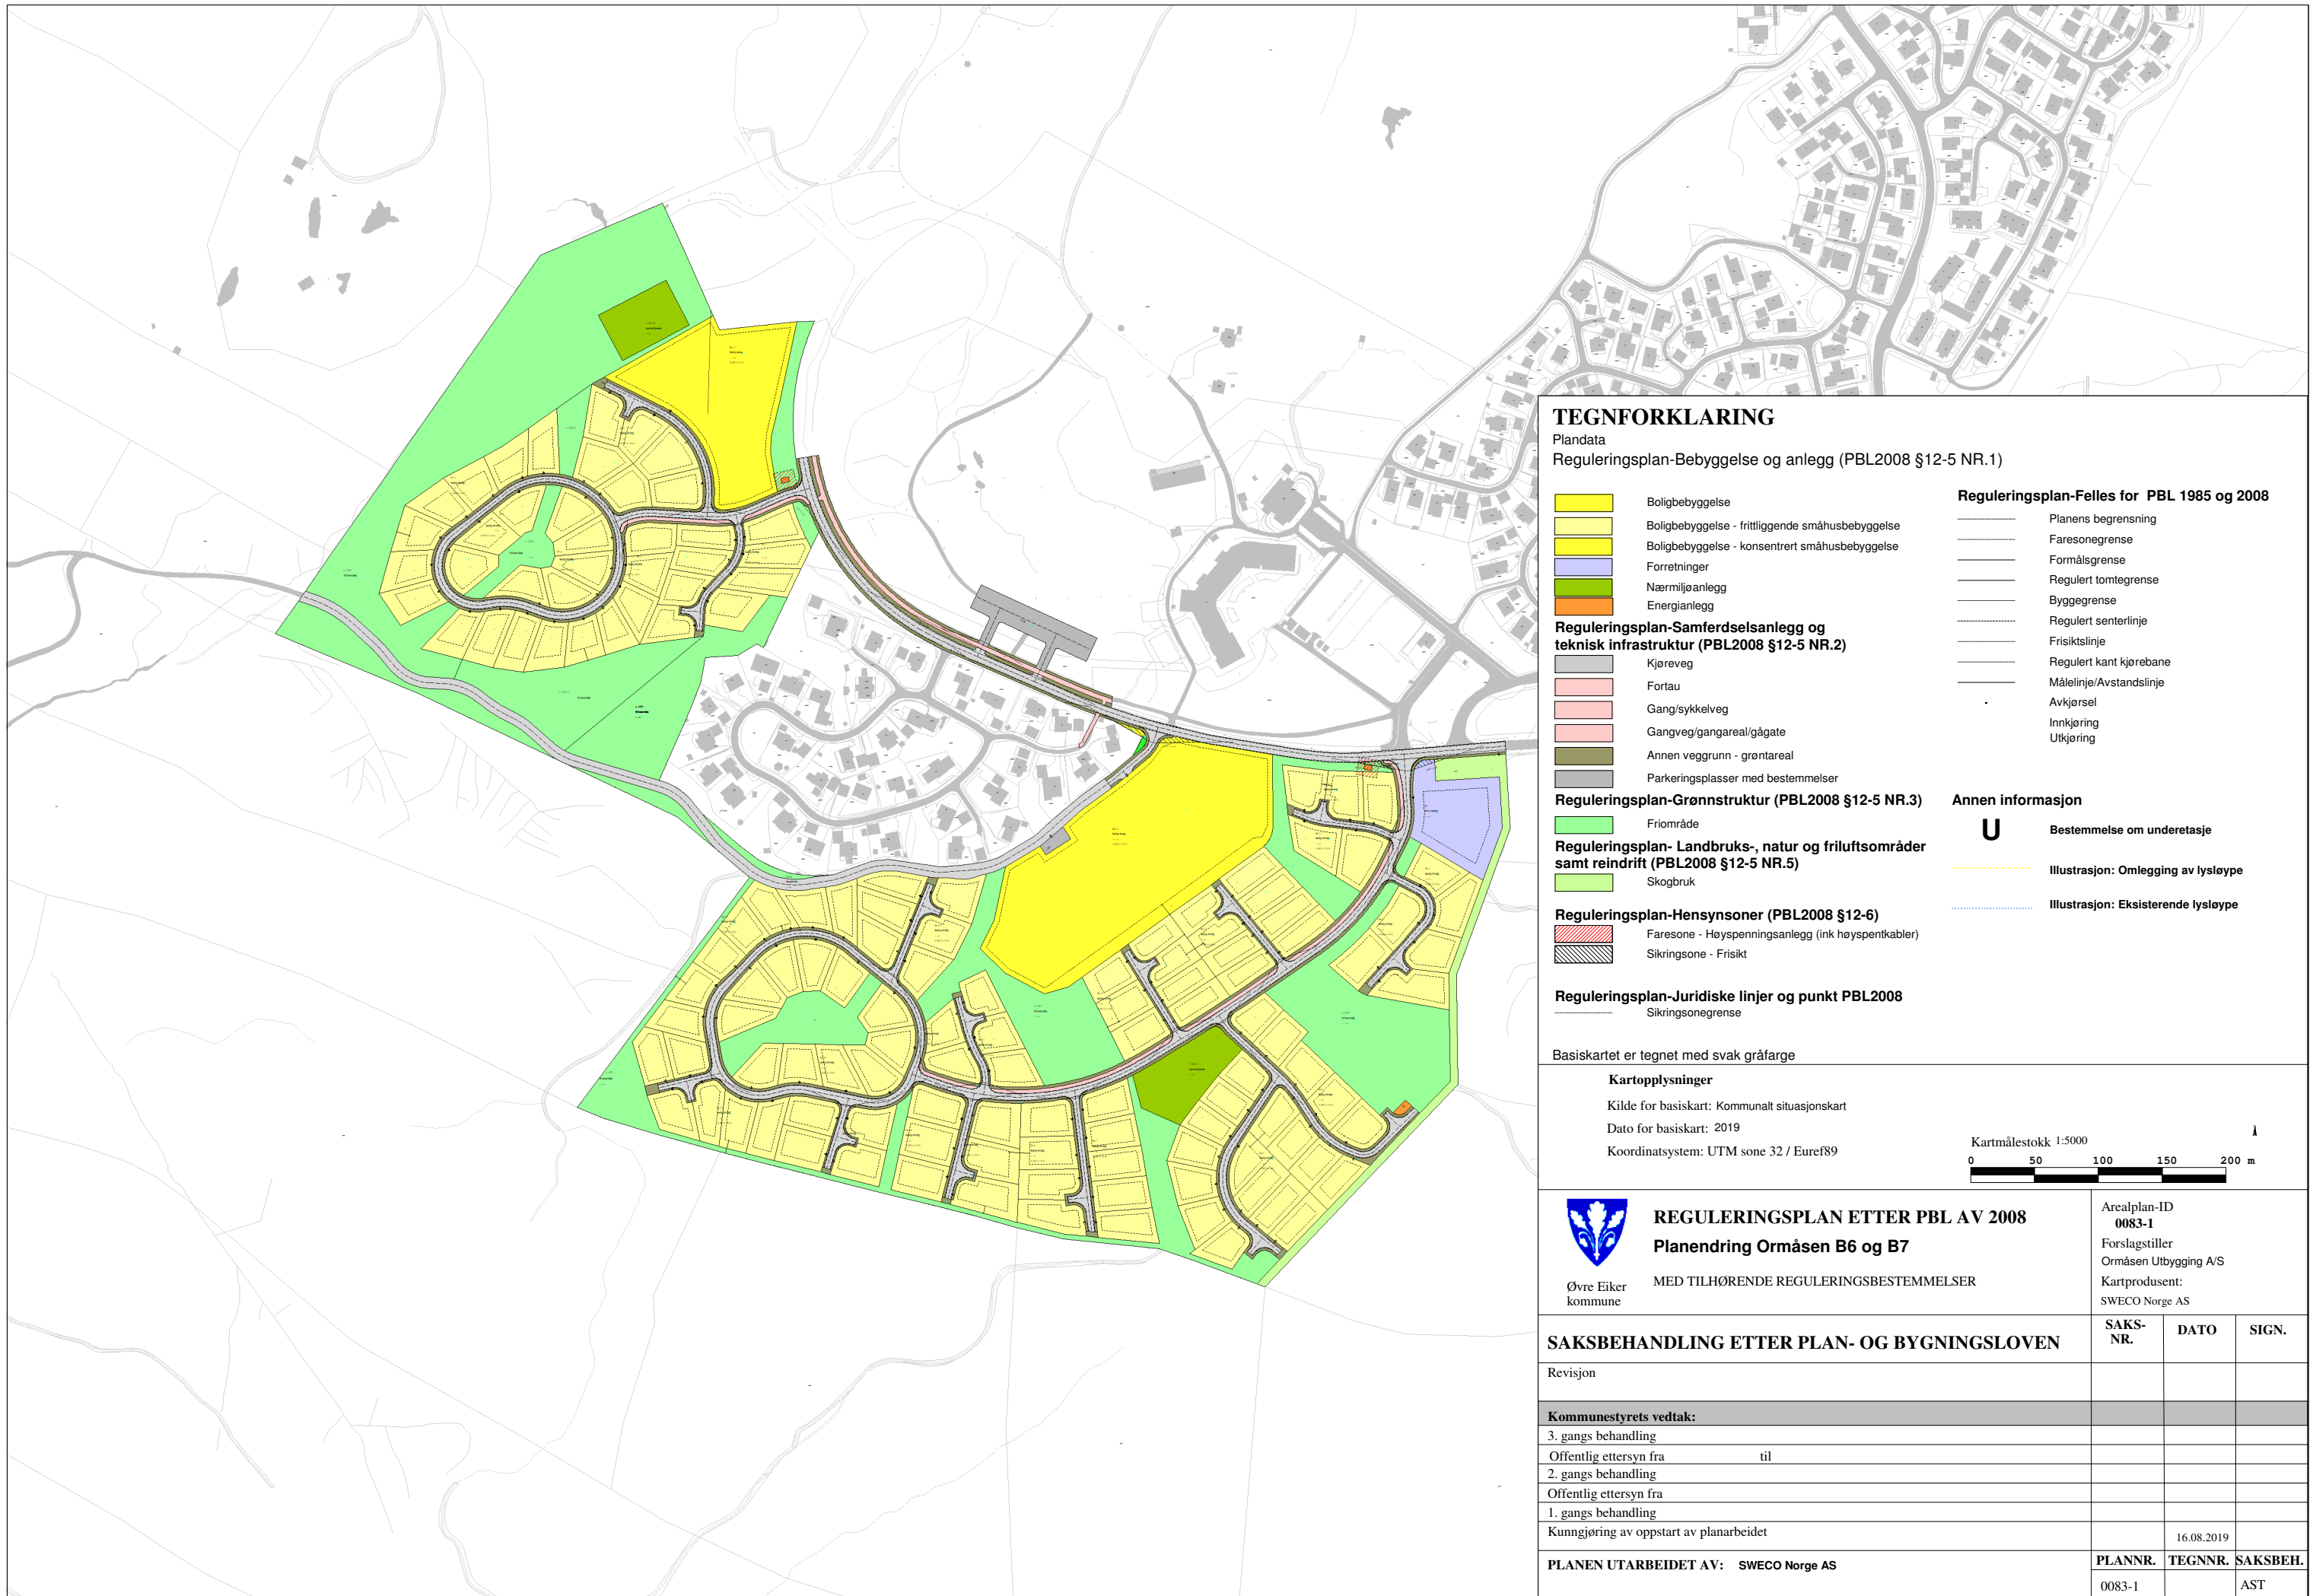 TEGNFORKLARING
Plandata
Reguleringsplan-Bebyggelse og anlegg (PBL2008 §12-5 NR.1)
Boligbebyggelse
Boligbebyggelse - frittliggende småhusbebyggelse
Boligbebyggelse - konsentrert småhusbebyggelse
Forretninger
Nærmiljøanlegg
Energianlegg
Reguleringsplan-Samferdselsanlegg og
teknisk infrastruktur (PBL2008 §12-5 NR.2)
Kjøreveg
Fortau
Gang/sykkelveg
Gangveg/gangareal/gågate
Annen veggrunn - grøntareal
Parkeringsplasser med bestemmelser
Reguleringsplan-Grønnstruktur (PBL2008 §12-5 NR.3)
Friområde
Reguleringsplan- Landbruks-, natur og friluftsområder
samt reindrift (PBL2008 §12-5 NR.5)
Skogbruk
Reguleringsplan-Hensynsoner (PBL2008 §12-6)
Faresone - Høyspenningsanlegg (ink høyspentkabler)
Sikringsone - Frisikt
Reguleringsplan-Juridiske linjer og punkt PBL2008
Sikringsonegrense
Basiskartet er tegnet med svak gråfarge
Reguleringsplan-Felles for PBL 1985 og 2008
Planens begrensning
Faresonegrense
Formålsgrense
Regulert tomtegrense
Byggegrense
Regulert senterlinje
Frisiktslinje
Regulert kant kjørebane
Målelinje/Avstandslinje
Avkjørsel
Innkjøring
Utkjøring
Annen informasjon
U Bestemmelse om underetasje
Illustrasjon: Omlegging av lysløype
Illustrasjon: Eksisterende lysløype
Kartopplysninger
Kilde for basiskart: Kommunalt situasjonskart
Dato for basiskart: 2019
Koordinatsystem: UTM sone 32 / Euref89
Kartmålestokk 1:5000
0 50 100 150 200 m
Øvre Eiker
kommune
REGULERINGSPLAN ETTER PBL AV 2008
Planendring Ormåsen B6 og B7
MED TILHØRENDE REGULERINGSBESTEMMELSER
Arealplan-ID
0083-1
Forslagstiller
Ormåsen Utbygging A/S
Kartprodusent:
SWECO Norge AS
SAKSBEHANDLING ETTER PLAN- OG BYGNINGSLOVEN
SAKS-
NR.
DATO
SIGN.
Revisjon
Kommunestyrets vedtak:
3. gangs behandling
Offentlig ettersyn fra til
2. gangs behandling
Offentlig ettersyn fra
1. gangs behandling
Kunngjøring av oppstart av planarbeidet
16.08.2019
PLANEN UTARBEIDET AV: SWECO Norge AS
PLANNR. TEGNNR. SAKSBEH.
0083-1 AST